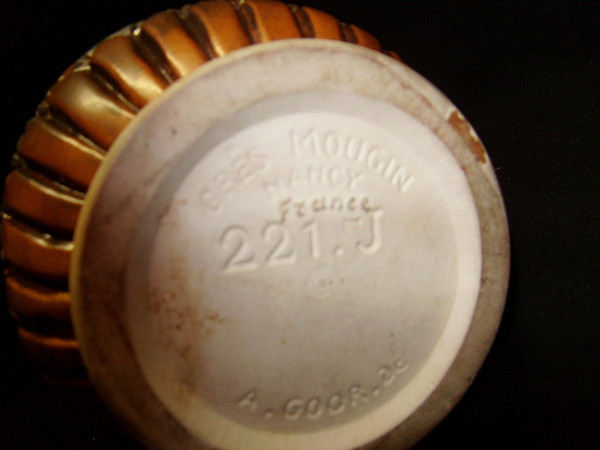 GRES MOUGIN
NANCY
France
221.J
A. GOOR. Dc